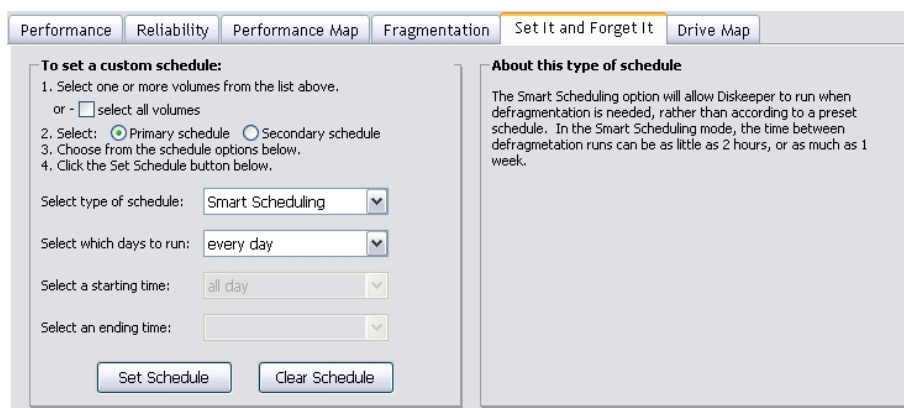 Performance
Reliability
Performance Map
Fragmentation
Set It and Forget It
Drive Map
To set a custom schedule:
1. Select one or more volumes from the list above.
or - select all volumes
2. Select: Primary schedule Secondary schedule
3. Choose from the schedule options below.
4. Click the Set Schedule button below.
Select type of schedule: Smart Scheduling
Select which days to run: every day
Select a starting time: all day
Select an ending time:
Set Schedule
Clear Schedule
About this type of schedule
The Smart Scheduling option will allow Diskeeper to run when
defragmentation is needed, rather than according to a preset
schedule. In the Smart Scheduling mode, the time between
defragmetation runs can be as little as 2 hours, or as much as 1
week.